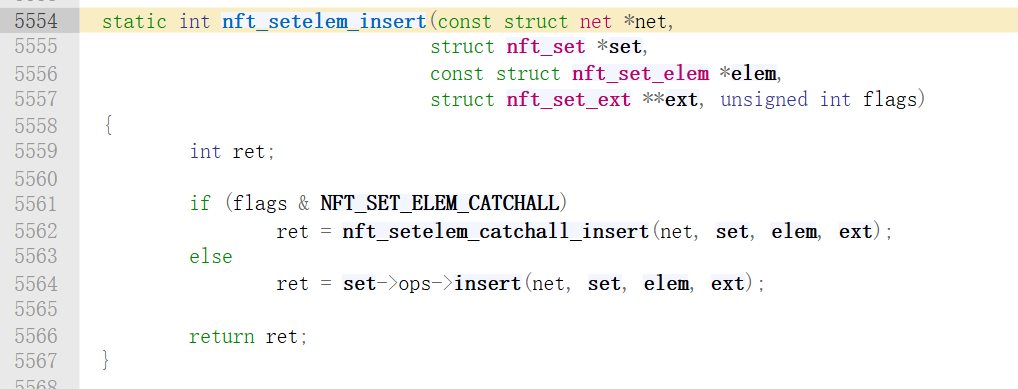 5554 static int nft_setelem_insert(const struct net *net,
5555 struct nft_set *set,
5556 const struct nft_set_elem *elem,
5557 struct nft_set_ext **ext, unsigned int flags)
5558 {
5559 int ret;
5560
5561 if (flags & NFT_SET_ELEM_CATCHALL)
5562 ret = nft_setelem_catchall_insert(net, set, elem, ext);
5563 else
5564 ret = set->ops->insert(net, set, elem, ext);
5565
5566 return ret;
5567 }
5568